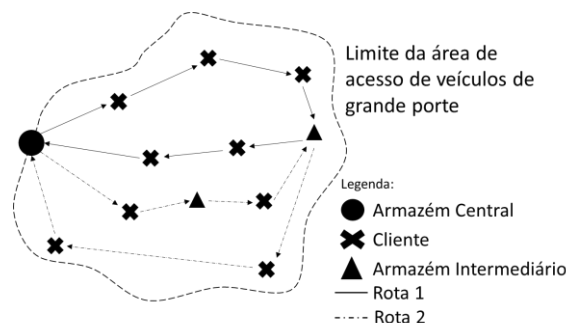 Limite da área de
acesso de veículos de
grande porte
Legenda:
Armazém Central
Cliente
Armazém Intermediário
Rota 1
Rota 2